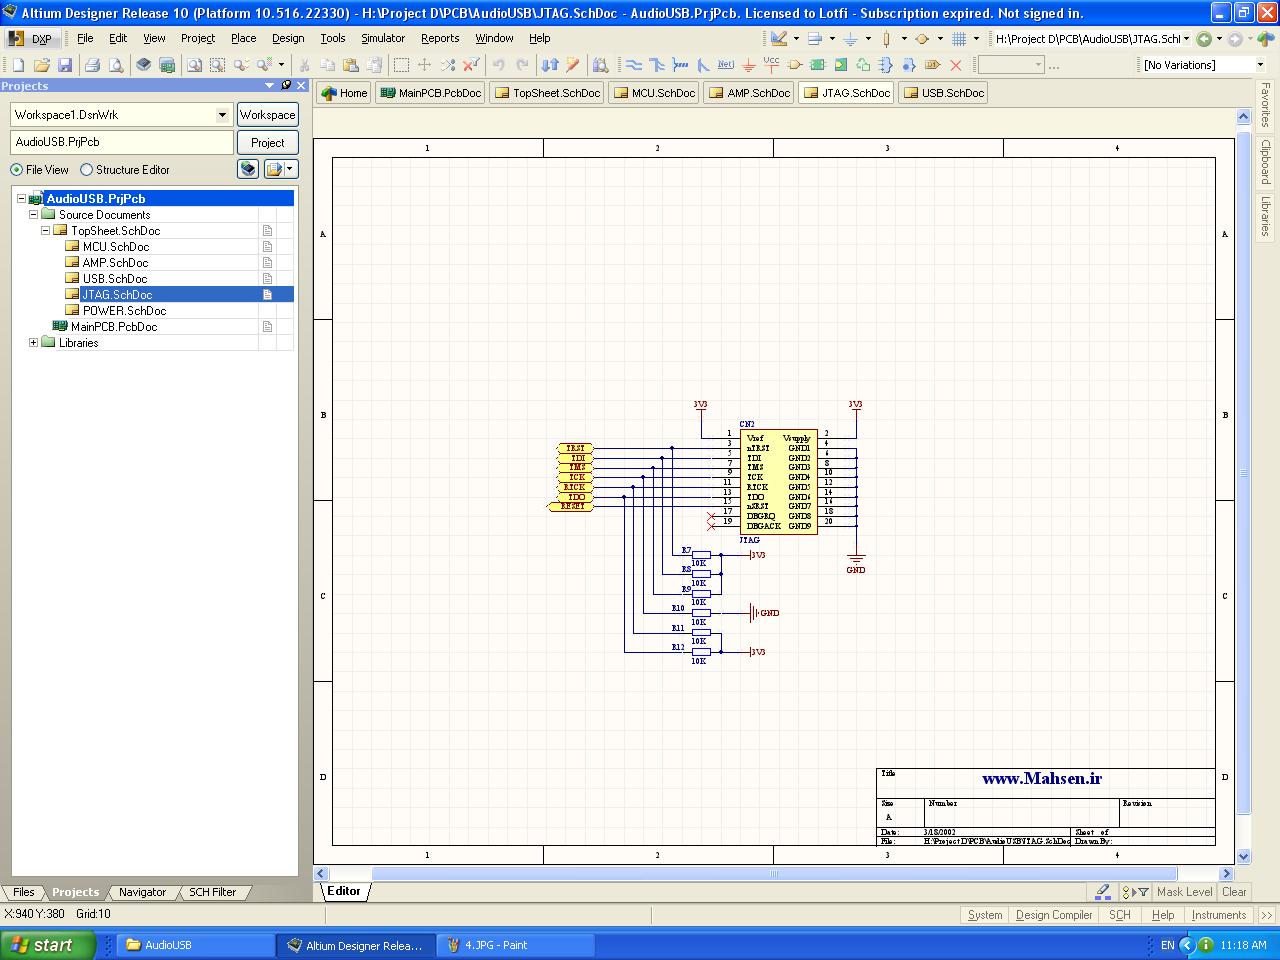 Altium Designer Release 10 (Platform 10.516.22330) - H:\Project D\PCB\AudioUSB\JTAG.SchDoc - AudioUSB.PrjPcb. Licensed to Lotfi - Subscription expired. Not signed in.
DXP File Edit View Project Place Design Tools Simulator Reports Window Help H:\Project D\PCB\AudioUSB\JTAG.Schl
Net Vcc ... [No Variations]
Projects
Home MainPCB.PcbDoc TopSheet.SchDoc MCU.SchDoc AMP.SchDoc JTAG.SchDoc USB.SchDoc
Workspace1.DsnWrk Workspace
AudioUSB.PrjPcb Project
File View Structure Editor
AudioUSB.PrjPcb
Source Documents
TopSheet.SchDoc
MCU.SchDoc
AMP.SchDoc
USB.SchDoc
JTAG.SchDoc
POWER.SchDoc
MainPCB.PcbDoc
Libraries
Favorites
Clipboard
Libraries
1 2 3 4
A A
B B
C C
D D
3V3 3V3
CN2
1 Vref Vsupply 2
TRST 3 nTRST GND1 4
TDI 5 TDI GND2 6
TMS 7 TMS GND3 8
TCK 9 TCK GND4 10
RTCK 11 RTCK GND5 12
TDO 13 TDO GND6 14
RESET 15 nSRST GND7 16
17 DBGRQ GND8 18
19 DBGACK GND9 20
JTAG
R7 3V3
10K
GND
R8
10K
R9
10K
R10 GND
10K
R11
10K
R12 3V3
10K
Title
www.Mahsen.ir
Size Number Revision
A
Date: 3/18/2002 Sheet of
File: H:\Project D\PCB\AudioUSB\JTAG.SchDoc Drawn By:
1 2 3 4
Files Projects Navigator SCH Filter
Editor
Mask Level Clear
X:940 Y:380 Grid:10
System Design Compiler SCH Help Instruments >>
start AudioUSB Altium Designer Relea... 4.JPG - Paint EN 11:18 AM